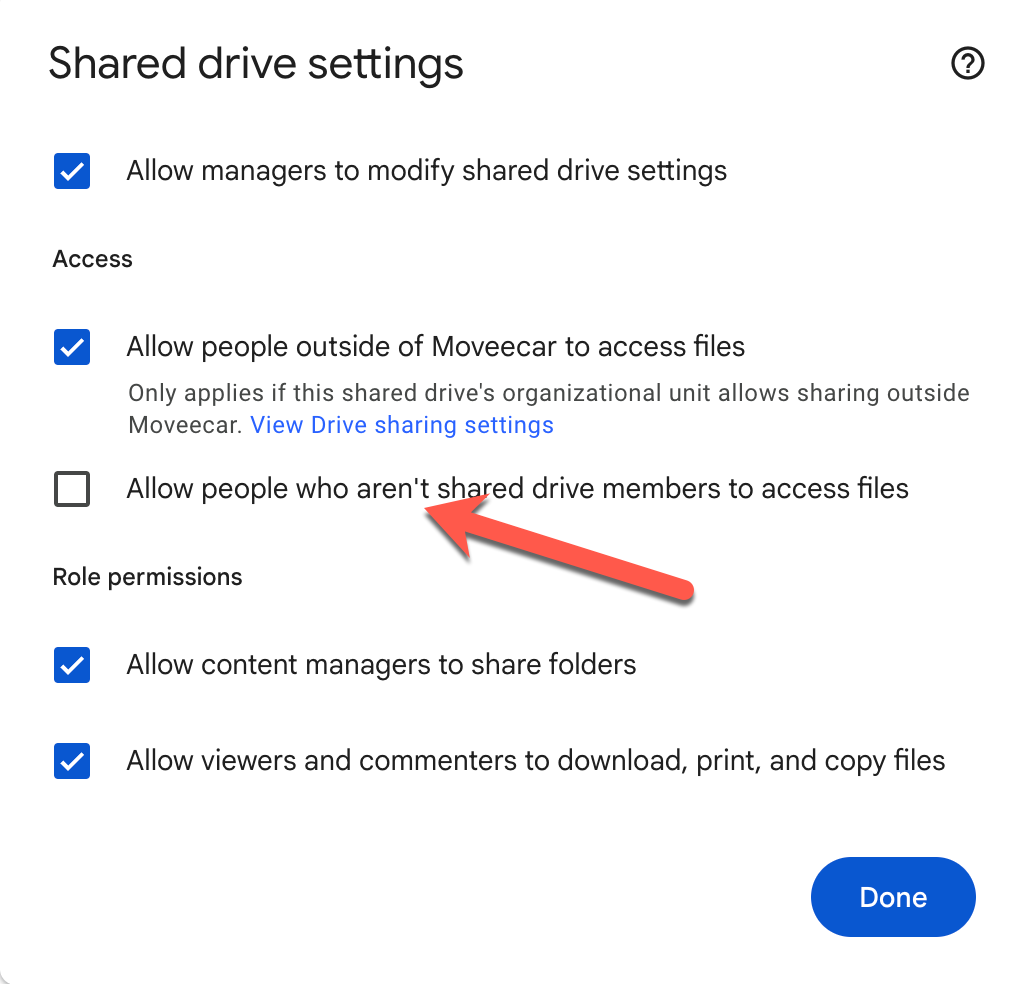 Shared drive settings
Allow managers to modify shared drive settings
Access
Allow people outside of Moveecar to access files
Only applies if this shared drive's organizational unit allows sharing outside
Moveecar. View Drive sharing settings
Allow people who aren't shared drive members to access files
Role permissions
Allow content managers to share folders
Allow viewers and commenters to download, print, and copy files
Done